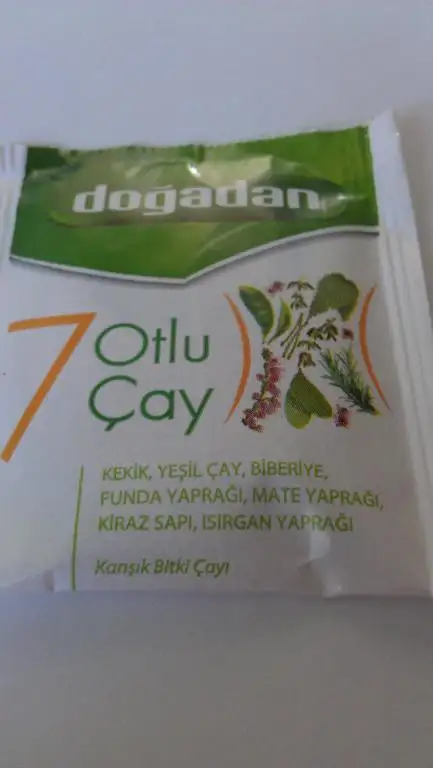 doğadan
7 Otlu
Çay
KEKİK, YEŞİL ÇAY, BİBERİYE,
FUNDA YAPRAĞI, MATE YAPRAĞI,
KİRAZ SAPI, ISIRGAN YAPRAĞI
Karışık Bitki Çayı